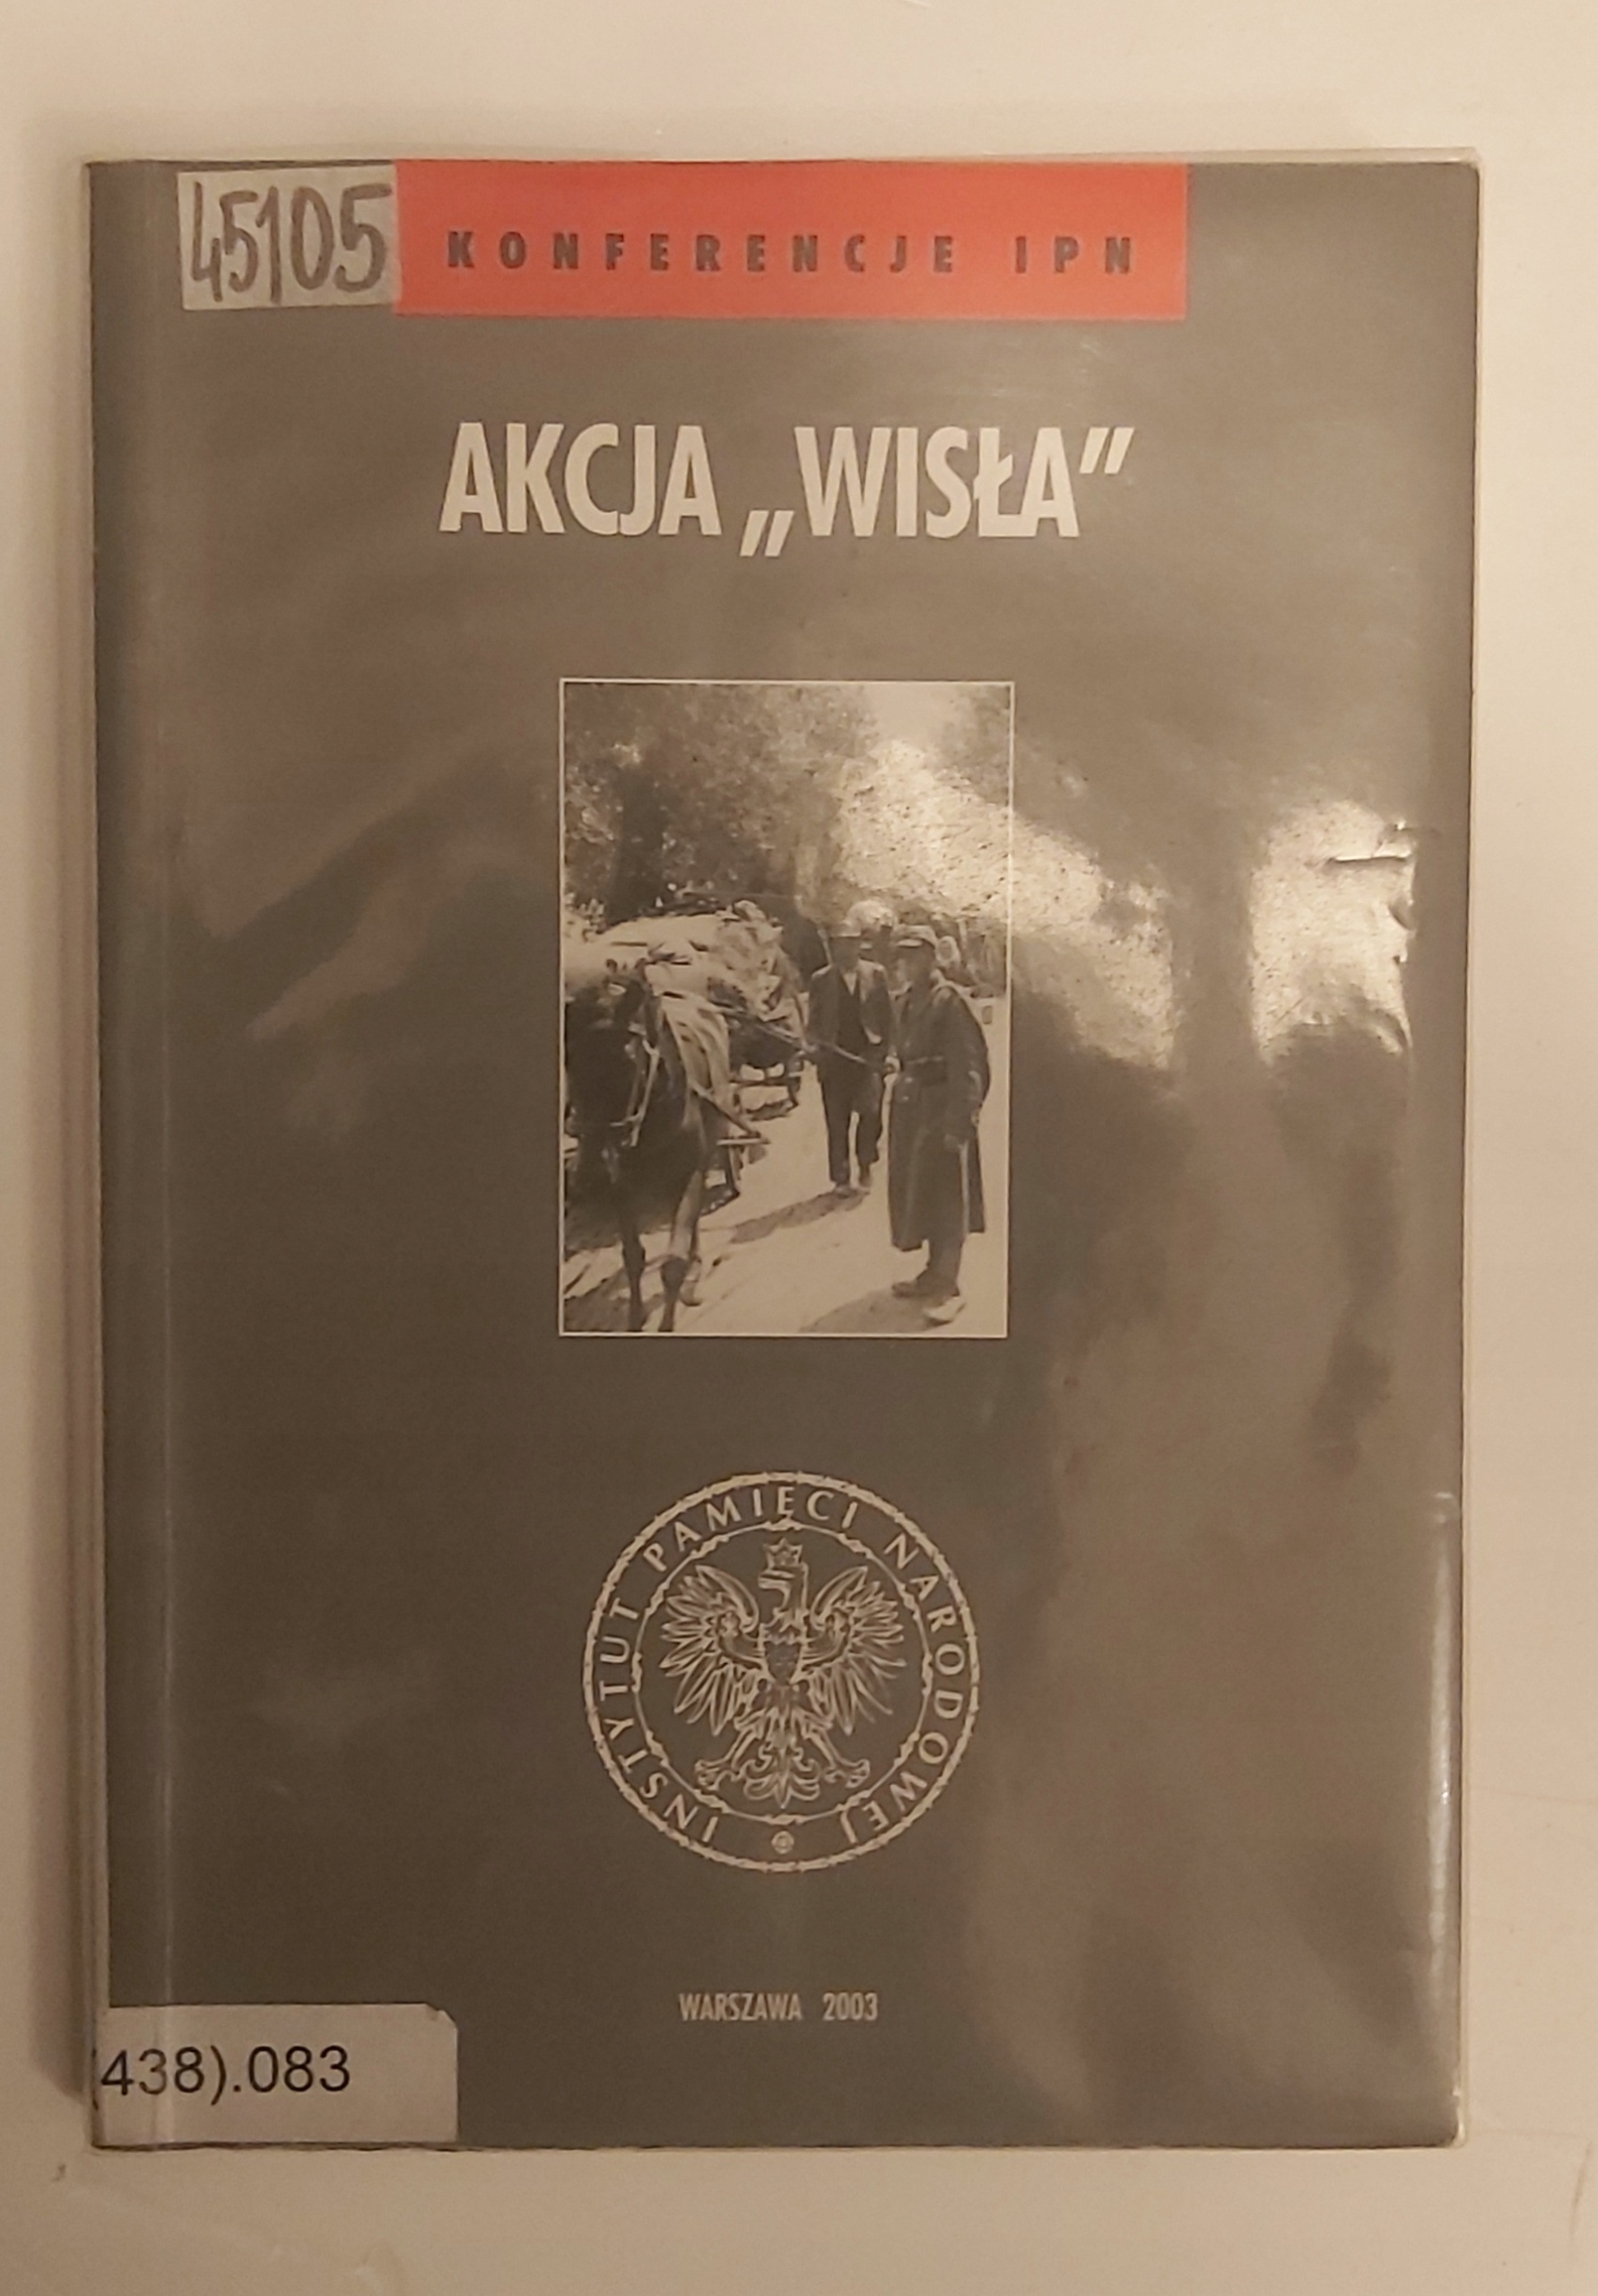 45105
KONFERENCJE IPN
AKCJA „WISŁA”
INSTYTUT PAMIĘCI NARODOWEJ
WARSZAWA 2003
(438).083